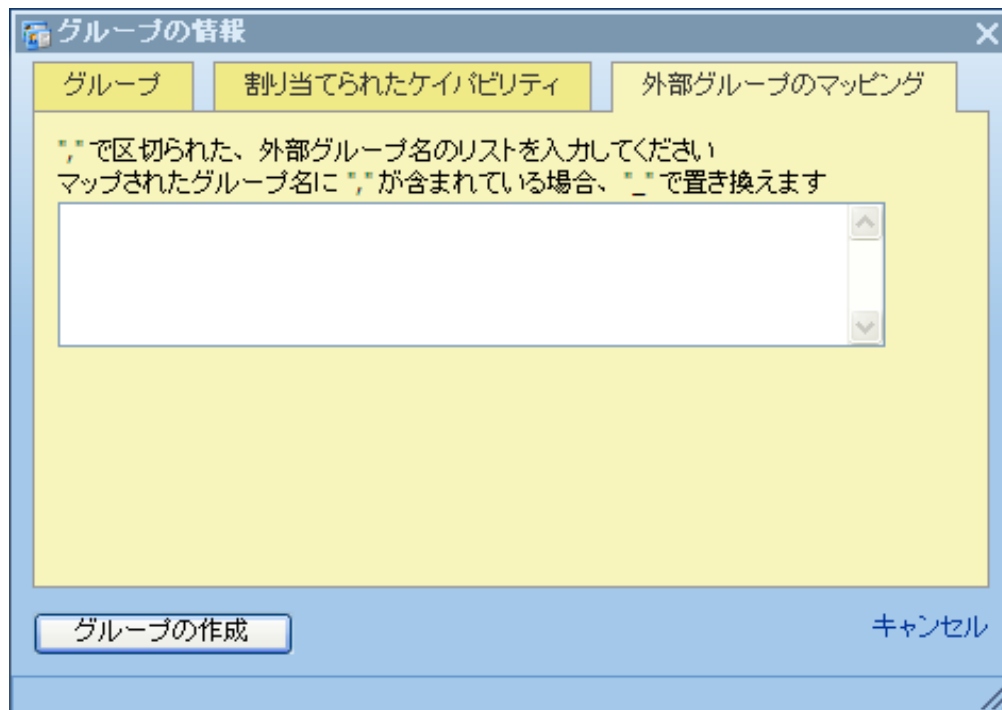 グループの情報
グループ
割り当てられたケイパビリティ
外部グループのマッピング
"," で区切られた、外部グループ名のリストを入力してください
マップされたグループ名に "," が含まれている場合、"_" で置き換えます
グループの作成
キャンセル